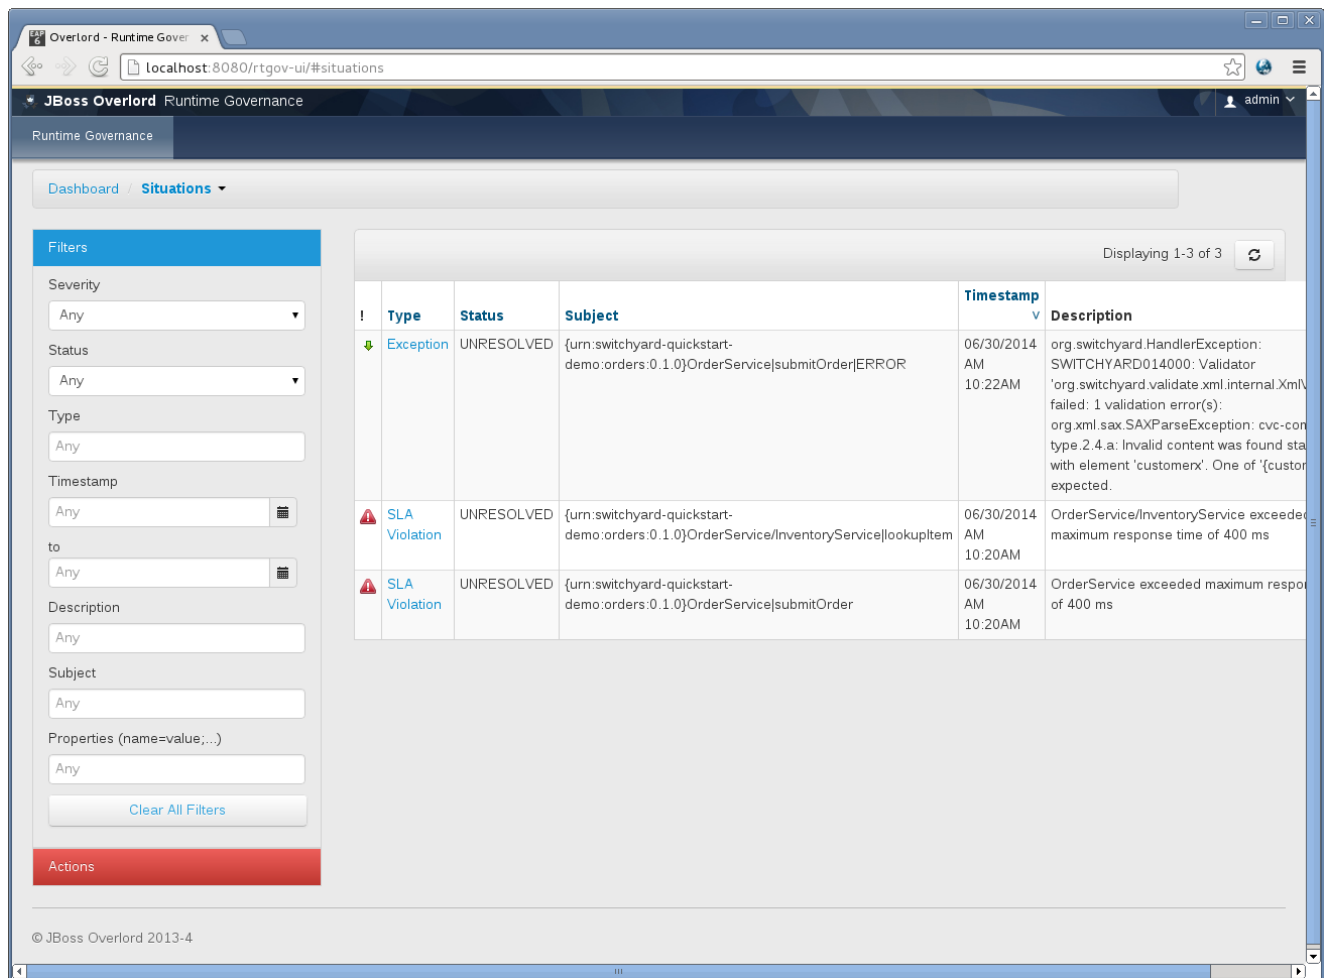 Overlord - Runtime Gover
localhost:8080/rtgov-ui/#situations
JBoss Overlord Runtime Governance
admin
Runtime Governance
Dashboard / Situations
Filters
Displaying 1-3 of 3
Severity
Any
Status
Any
Type
Any
Timestamp
Any
to
Any
Description
Any
Subject
Any
Properties (name=value;...)
Any
Clear All Filters
Actions
! Type Status Subject Timestamp Description
Exception UNRESOLVED {urn:switchyard-quickstart-
demo:orders:0.1.0}OrderService|submitOrder|ERROR
06/30/2014
AM
10:22AM
org.switchyard.HandlerException:
SWITCHYARD014000: Validator
'org.switchyard.validate.xml.internal.Xml
failed: 1 validation error(s):
org.xml.sax.SAXParseException: cvc-com
type.2.4.a: Invalid content was found sta
with element 'customerx'. One of '{custor
expected.
SLA
Violation
UNRESOLVED
{urn:switchyard-quickstart-
demo:orders:0.1.0}OrderService/InventoryService|lookupItem
06/30/2014
AM
10:20AM
OrderService/InventoryService exceeded
maximum response time of 400 ms
SLA
Violation
UNRESOLVED
{urn:switchyard-quickstart-
demo:orders:0.1.0}OrderService|submitOrder
06/30/2014
AM
10:20AM
OrderService exceeded maximum respo
of 400 ms
© JBoss Overlord 2013-4